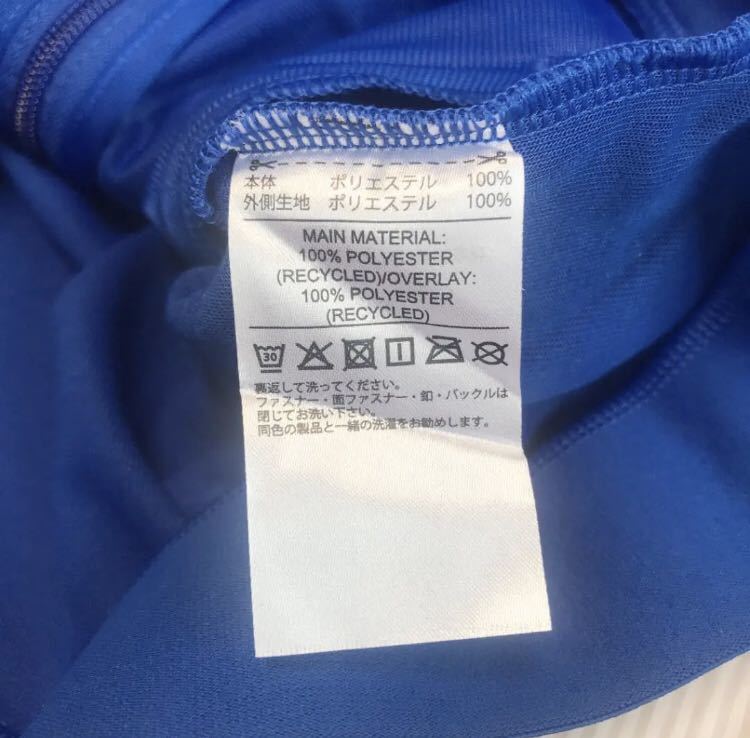 本体 ポリエステル 100%
外側生地 ポリエステル 100%
MAIN MATERIAL:
100% POLYESTER
(RECYCLED)/OVERLAY:
100% POLYESTER
(RECYCLED)
30
裏返して洗ってください。
ファスナー・面ファスナー・釦・バックルは
閉じてお洗い下さい。
同色の製品と一緒の洗濯をお勧めします。